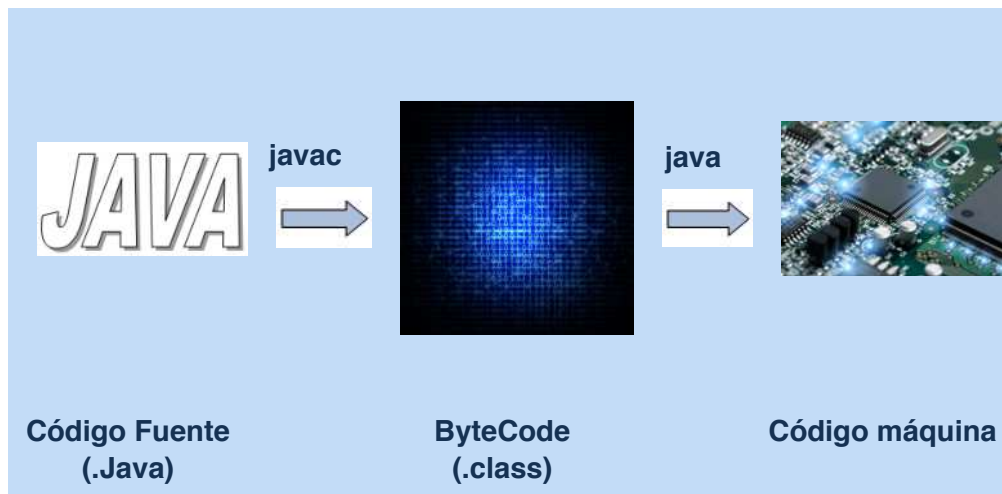 javac
java
JAVA
Código Fuente
(.Java)
ByteCode
(.class)
Código máquina